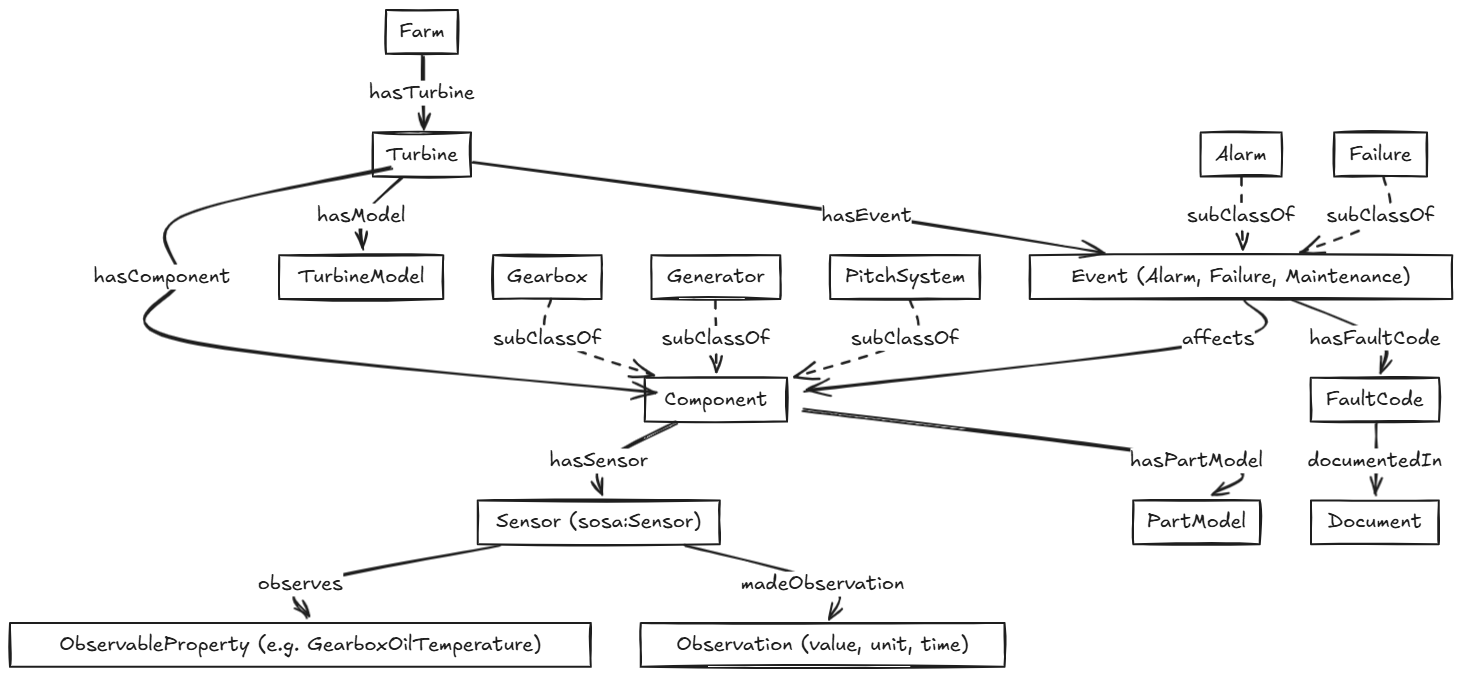 Farm
hasTurbine
Turbine
Alarm
Failure
hasModel
hasEvent
subClassOf
subClassOf
hasComponent
TurbineModel
Gearbox
Generator
PitchSystem
Event (Alarm, Failure, Maintenance)
subClassOf
subClassOf
subClassOf
affects
hasFaultCode
Component
FaultCode
hasSensor
hasPartModel
documentedIn
Sensor (sosa:Sensor)
PartModel
Document
observes
madeObservation
ObservableProperty (e.g. GearboxOilTemperature)
Observation (value, unit, time)